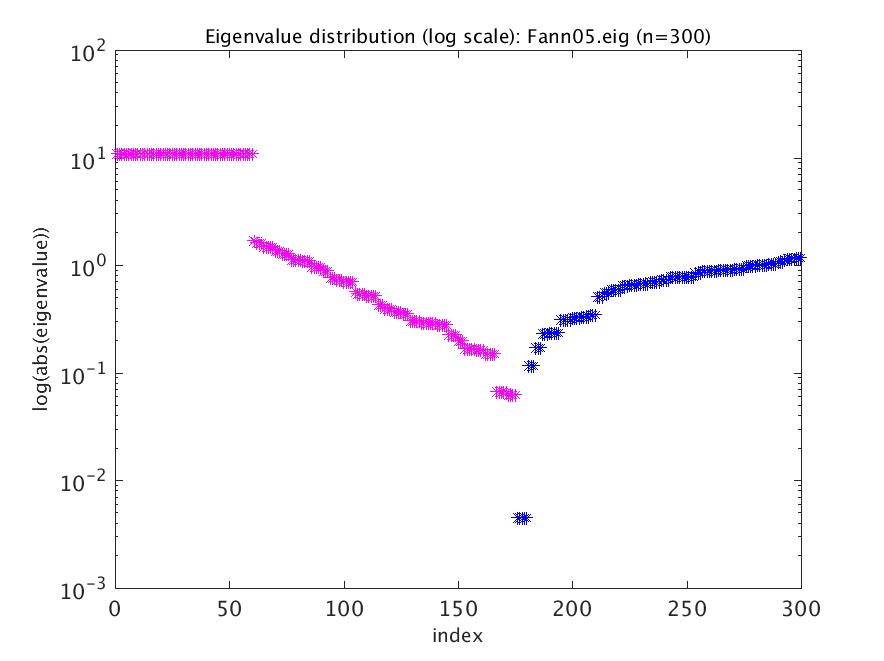 Eigenvalue distribution (log scale): Fann05.eig (n=300)
10^2
10^1
10^0
10^-1
10^-2
10^-3
log(abs(eigenvalue))
0 50 100 150 200 250 300
index